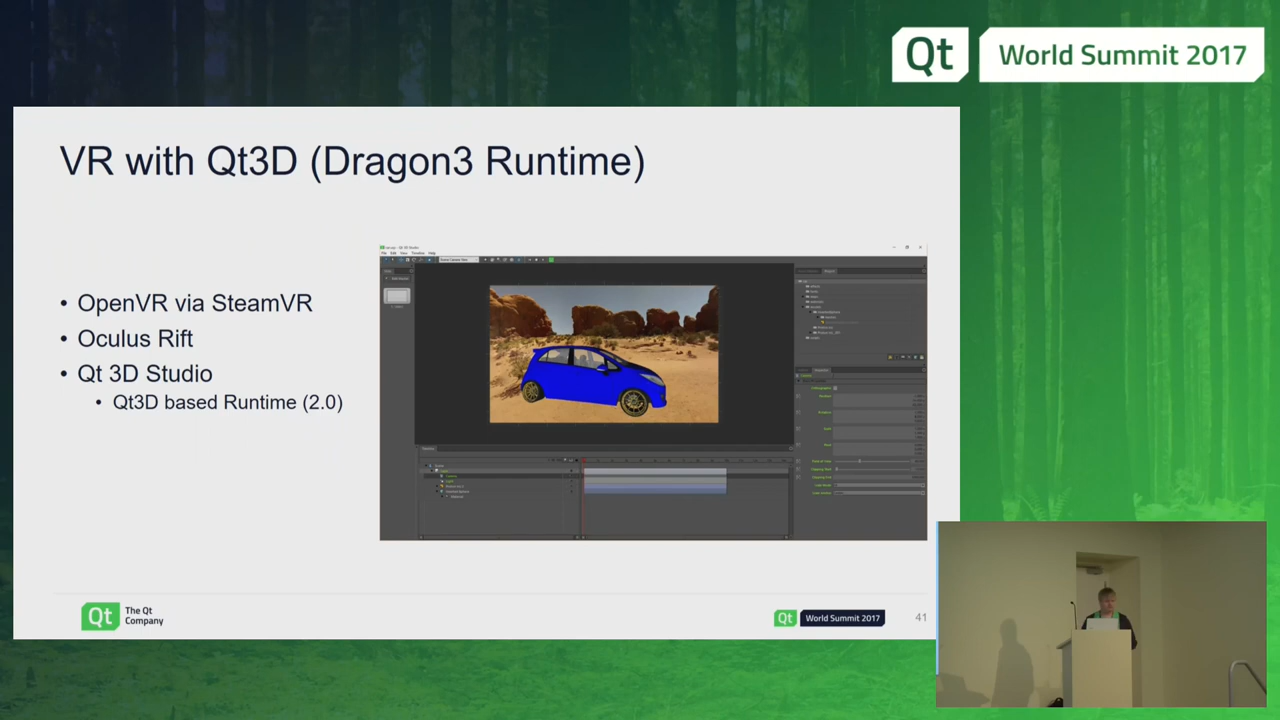 Qt World Summit 2017
VR with Qt3D (Dragon3 Runtime)
• OpenVR via SteamVR
• Oculus Rift
• Qt 3D Studio
• Qt3D based Runtime (2.0)
Qt The Qt
Company
Qt World Summit 2017
41